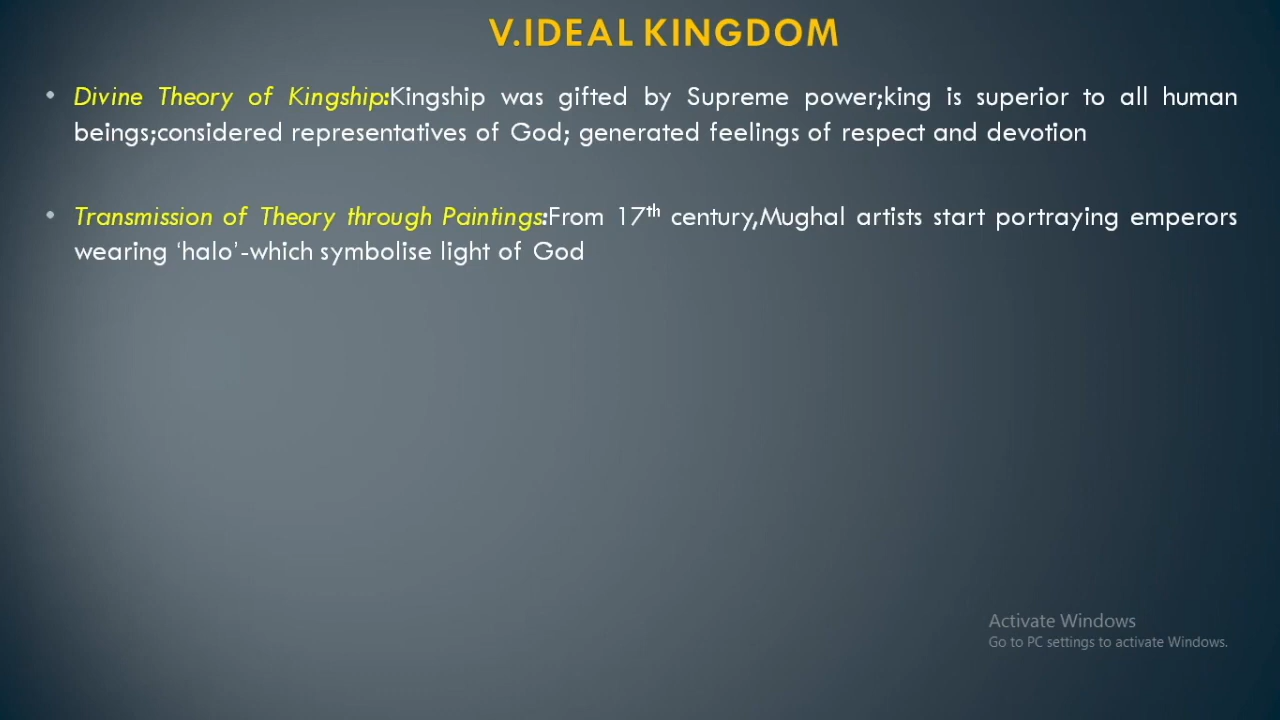 V.IDEAL KINGDOM
• Divine Theory of Kingship:Kingship was gifted by Supreme power;king is superior to all human
beings;considered representatives of God; generated feelings of respect and devotion
• Transmission of Theory through Paintings:From 17th century,Mughal artists start portraying emperors
wearing ‘halo’-which symbolise light of God
Activate Windows
Go to PC settings to activate Windows.